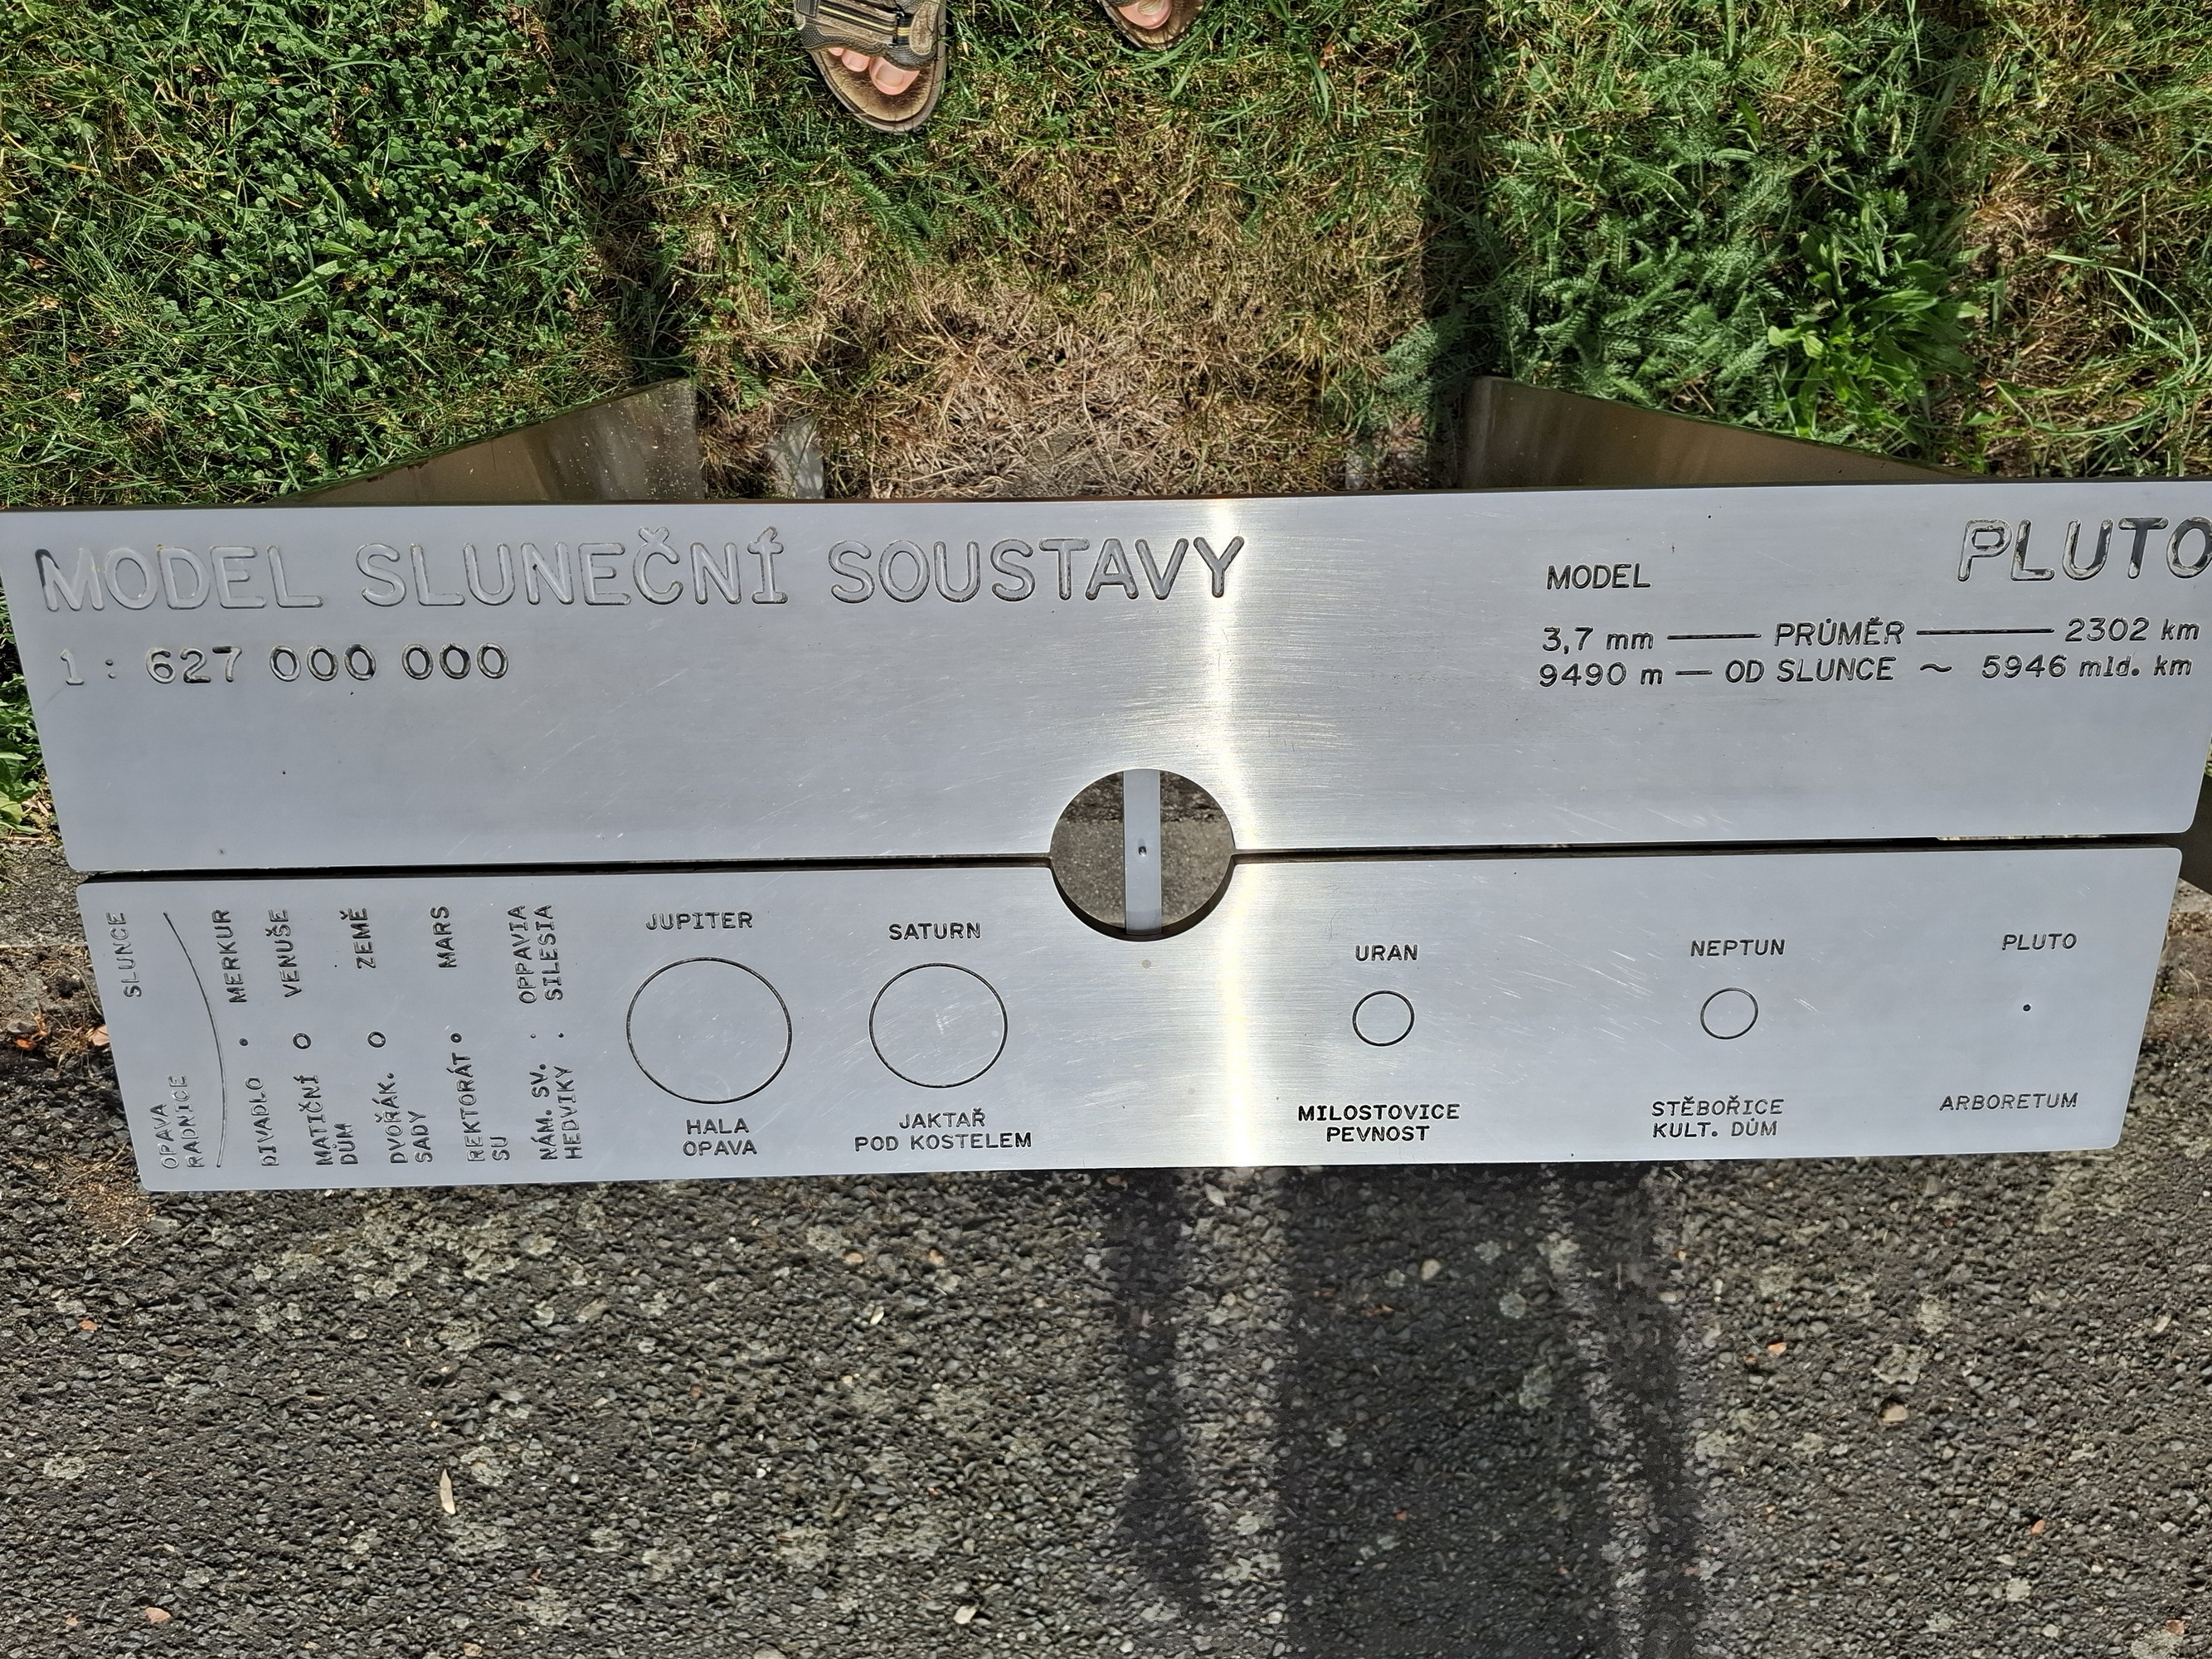 MODEL SLUNEČNÍ SOUSTAVY
1 : 627 000 000
PLUTO
MODEL
3,7 mm — PRŮMĚR — 2302 km
9490 m — OD SLUNCE ~ 5946 mld. km
SLUNCE
OPAVA
RADNICE
MERKUR
DIVADLO
VENUŠE
MATIČNÍ
DŮM
ZEMĚ
DVOŘÁK.
SADY
MARS
REKTORÁT
SU
OPPAVIA
SILESIA
NÁM. SV.
HEDVIKY
JUPITER
HALA
OPAVA
SATURN
JAKTAŘ
POD KOSTELEM
URAN
MILOSTOVICE
PEVNOST
NEPTUN
STĚBOŘICE
KULT. DŮM
PLUTO
ARBORETUM